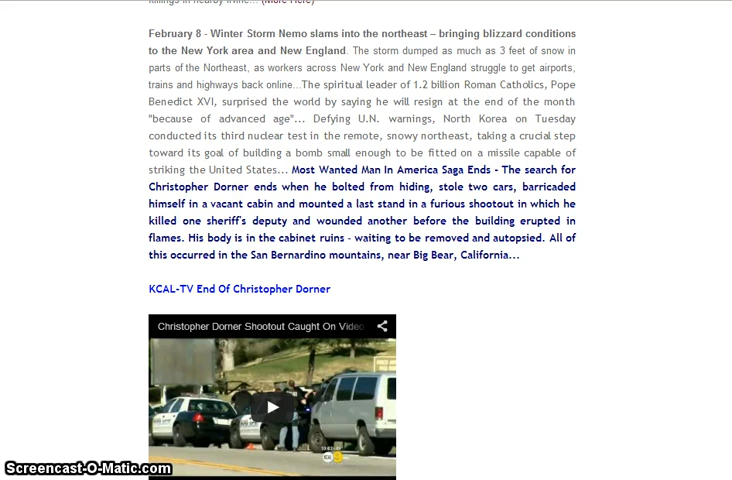 killings in nearby Irvine... (More Here)
February 8 - Winter Storm Nemo slams into the northeast – bringing blizzard conditions
to the New York area and New England. The storm dumped as much as 3 feet of snow in
parts of the Northeast, as workers across New York and New England struggle to get airports,
trains and highways back online...The spiritual leader of 1.2 billion Roman Catholics, Pope
Benedict XVI, surprised the world by saying he will resign at the end of the month
"because of advanced age"... Defying U.N. warnings, North Korea on Tuesday
conducted its third nuclear test in the remote, snowy northeast, taking a crucial step
toward its goal of building a bomb small enough to be fitted on a missile capable of
striking the United States... Most Wanted Man In America Saga Ends - The search for
Christopher Dorner ends when he bolted from hiding, stole two cars, barricaded
himself in a vacant cabin and mounted a last stand in a furious shootout in which he
killed one sheriff's deputy and wounded another before the building erupted in
flames. His body is in the cabinet ruins - waiting to be removed and autopsied. All of
this occurred in the San Bernardino mountains, near Big Bear, California...
KCAL-TV End Of Christopher Dorner
Christopher Dorner Shootout Caught On Video
Screencast-O-Matic.com